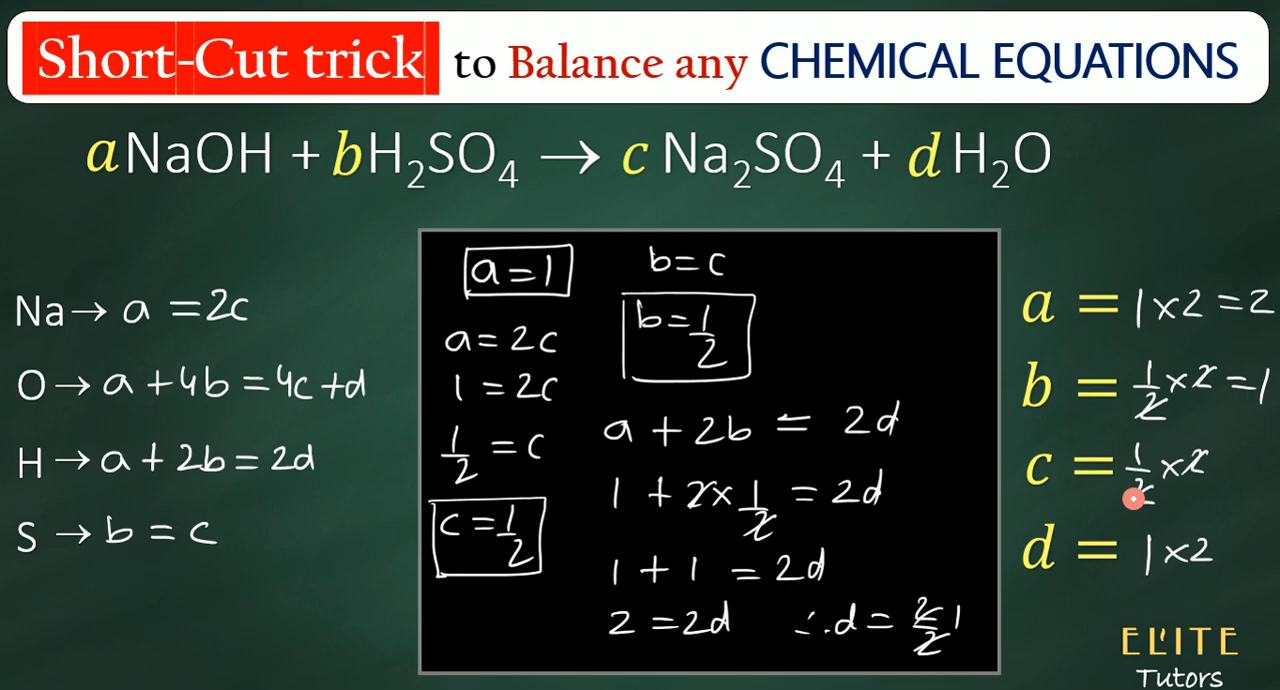 Short-Cut trick to Balance any CHEMICAL EQUATIONS
aNaOH + bH₂SO₄ → c Na₂SO₄ + d H₂O
Na → a = 2c
O → a + 4b = 4c + d
H → a + 2b = 2d
S → b = c
a = 1
a = 2c
1 = 2c
1/2 = c
c = 1/2
b = c
b = 1/2
a + 2b = 2d
1 + 2 x 1/2 = 2d
1 + 1 = 2d
2 = 2d ∴ d = 2/2 1
a = 1 x 2 = 2
b = 1/2 x 2 = 1
c = 1/2 x 2
d = 1 x 2
EL'ITE
Tutors